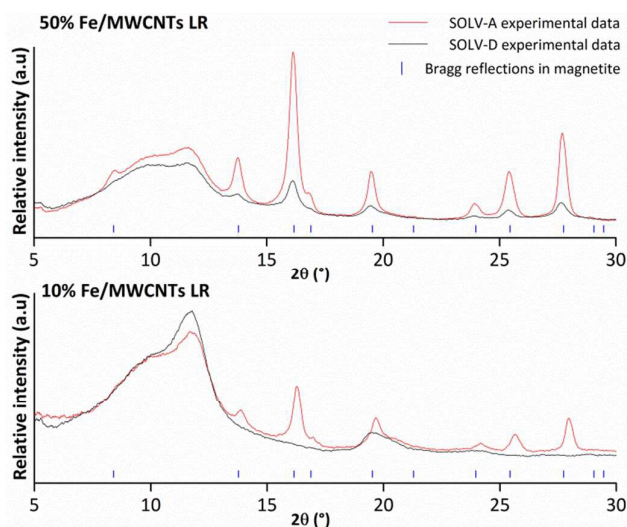 50% Fe/MWCNTs LR
SOLV-A experimental data
SOLV-D experimental data
Bragg reflections in magnetite
Relative intensity (a.u)
5 10 15 20 25 30
2θ (°)
10% Fe/MWCNTs LR
Relative intensity (a.u)
5 10 15 20 25 30
2θ (°)